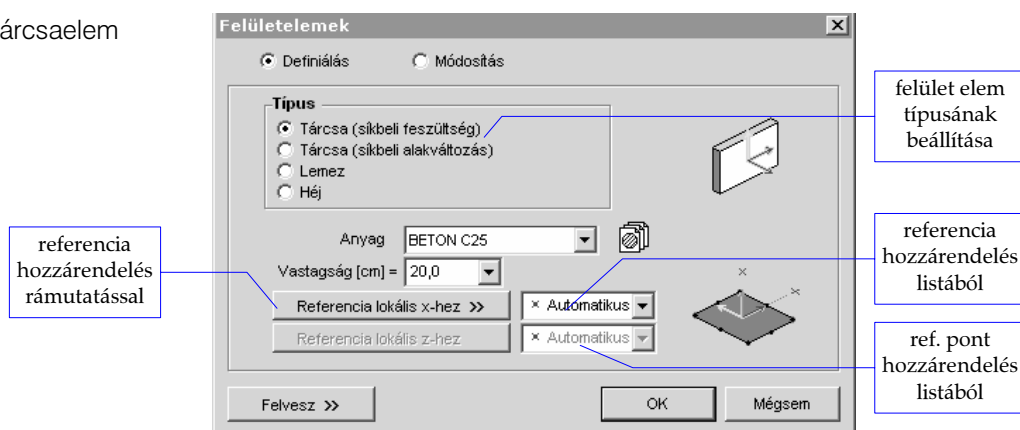 árcsaelem
Felületelemek
Definiálás
Módosítás
Típus
Tárcsa (síkbeli feszültség)
Tárcsa (síkbeli alakváltozás)
Lemez
Héj
felület elem
típusának
beállítása
Anyag
BETON C25
Vastagság [cm] =
20,0
referencia
hozzárendelés
rámutatással
referencia
hozzárendelés
listából
Referencia lokális x-hez >>
Automatikus
Referencia lokális z-hez
Automatikus
ref. pont
hozzárendelés
listából
Felvesz >>
OK
Mégsem